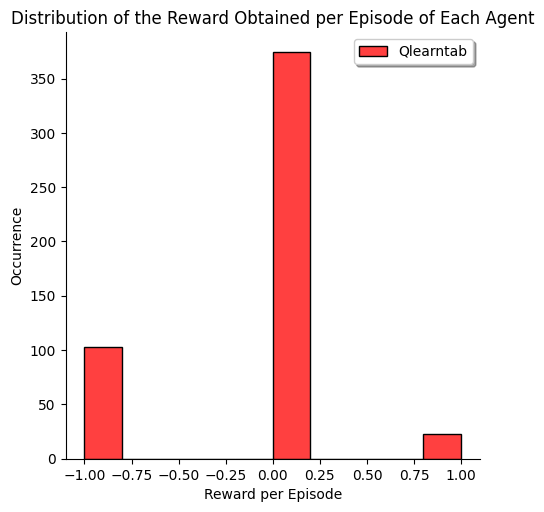 Distribution of the Reward Obtained per Episode of Each Agent
Qlearntab
350
300
250
200
150
100
50
0
Occurrence
−1.00 −0.75 −0.50 −0.25 0.00 0.25 0.50 0.75 1.00
Reward per Episode